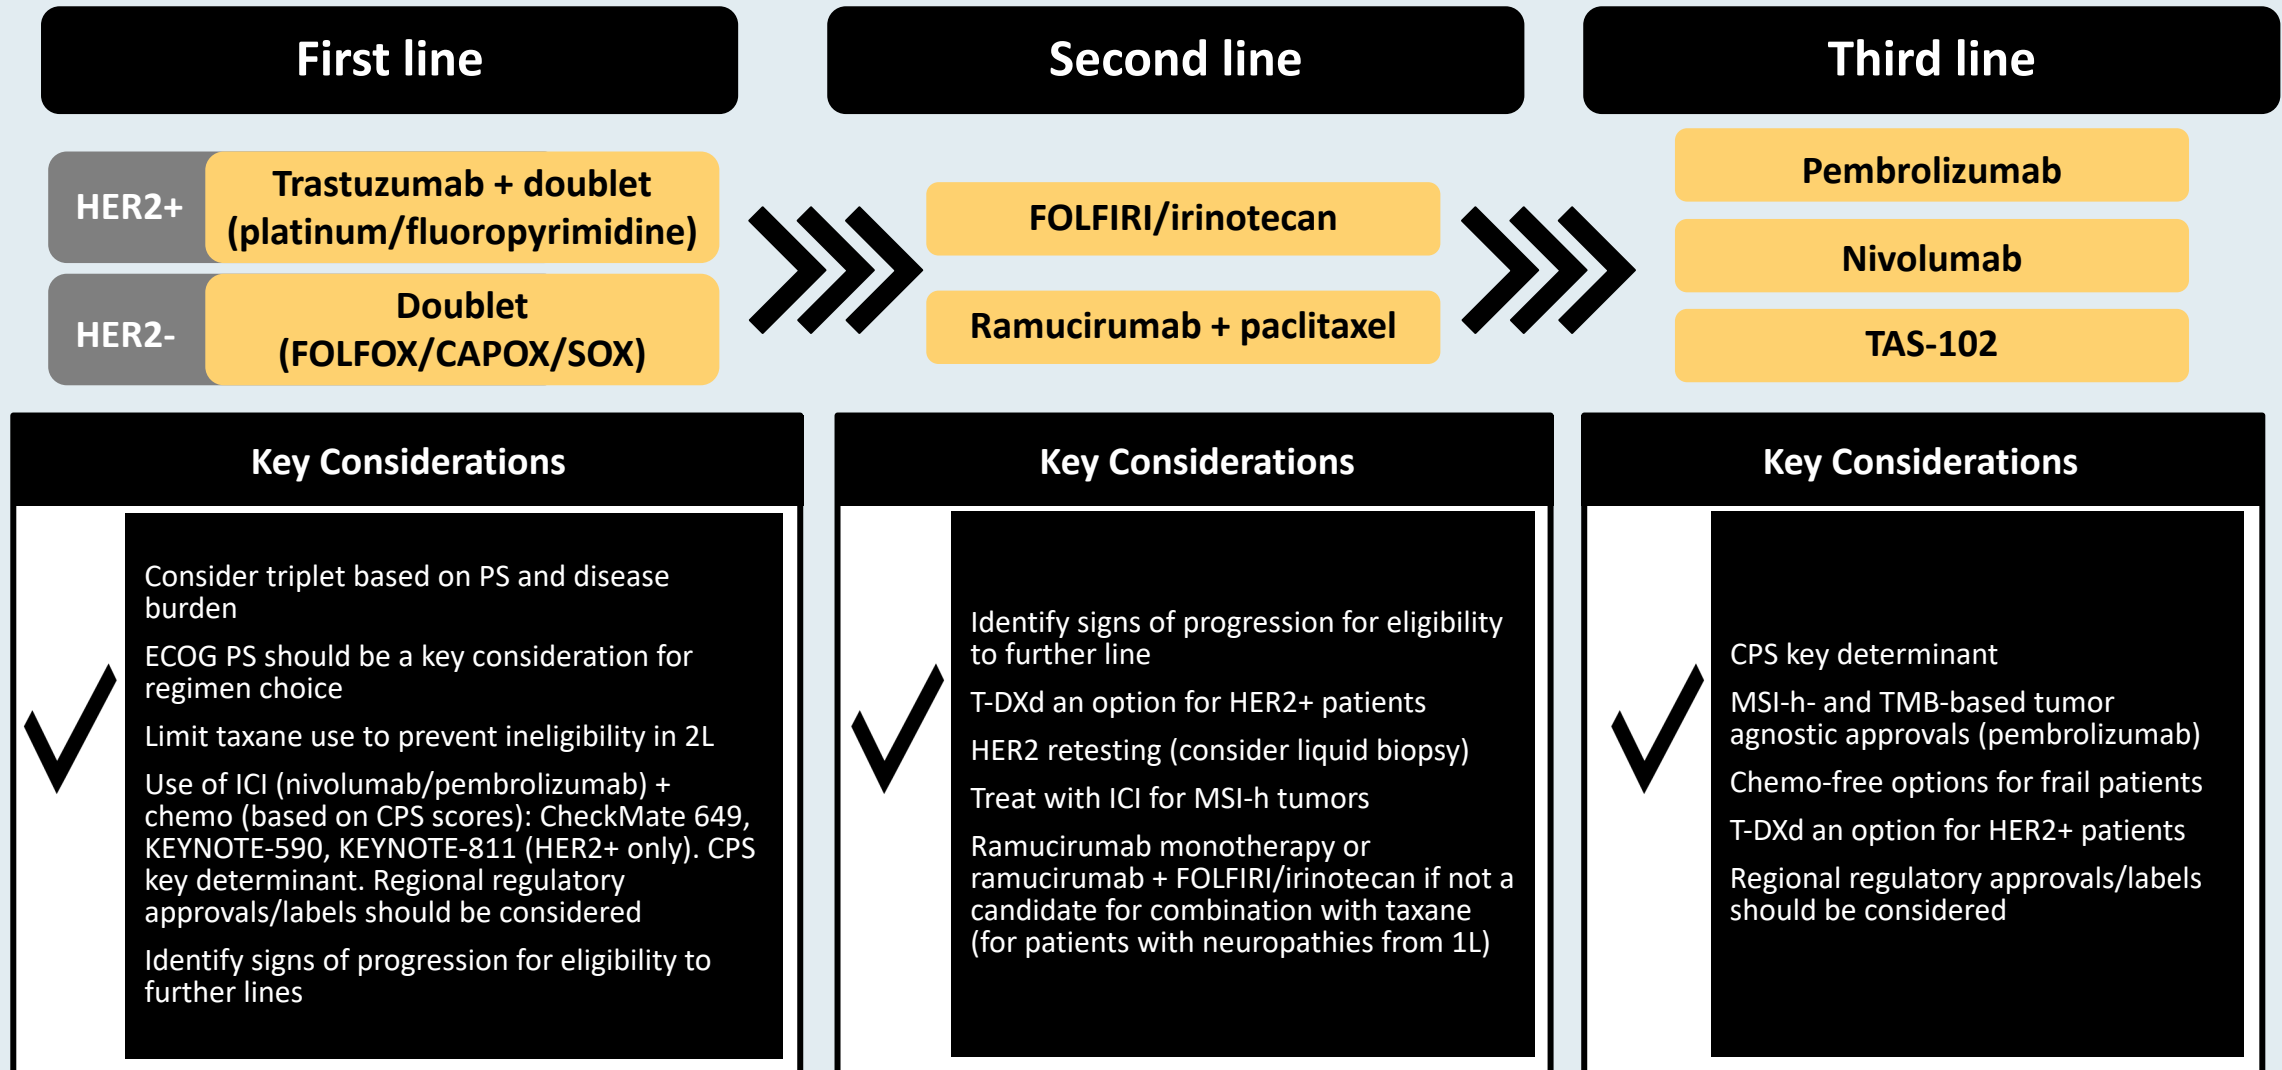 First line
Second line
Third line
HER2+
Trastuzumab + doublet
(platinum/fluoropyrimidine)
HER2-
Doublet
(FOLFOX/CAPOX/SOX)
FOLFIRI/irinotecan
Ramucirumab + paclitaxel
Pembrolizumab
Nivolumab
TAS-102
Key Considerations
Consider triplet based on PS and disease
burden
ECOG PS should be a key consideration for
regimen choice
Limit taxane use to prevent ineligibility in 2L
Use of ICI (nivolumab/pembrolizumab) +
chemo (based on CPS scores): CheckMate 649,
KEYNOTE-590, KEYNOTE-811 (HER2+ only). CPS
key determinant. Regional regulatory
approvals/labels should be considered
Identify signs of progression for eligibility to
further lines
Key Considerations
Identify signs of progression for eligibility
to further line
T-DXd an option for HER2+ patients
HER2 retesting (consider liquid biopsy)
Treat with ICI for MSI-h tumors
Ramucirumab monotherapy or
ramucirumab + FOLFIRI/irinotecan if not a
candidate for combination with taxane
(for patients with neuropathies from 1L)
Key Considerations
CPS key determinant
MSI-h- and TMB-based tumor
agnostic approvals (pembrolizumab)
Chemo-free options for frail patients
T-DXd an option for HER2+ patients
Regional regulatory approvals/labels
should be considered